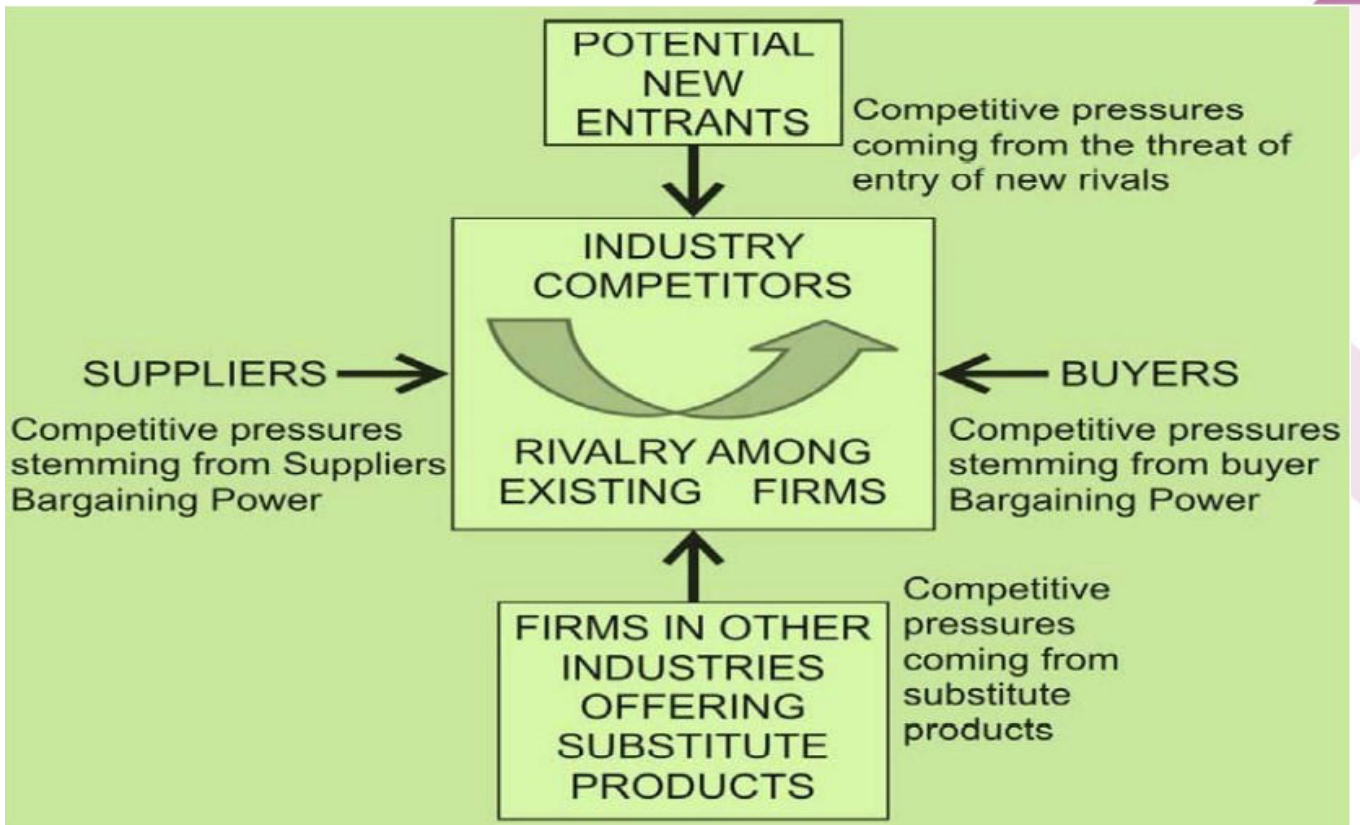 POTENTIAL
NEW
ENTRANTS
Competitive pressures
coming from the threat of
entry of new rivals
INDUSTRY
COMPETITORS
SUPPLIERS
Competitive pressures
stemming from Suppliers
Bargaining Power
RIVALRY AMONG
EXISTING FIRMS
BUYERS
Competitive pressures
stemming from buyer
Bargaining Power
FIRMS IN OTHER
INDUSTRIES
OFFERING
SUBSTITUTE
PRODUCTS
Competitive
pressures
coming from
substitute
products